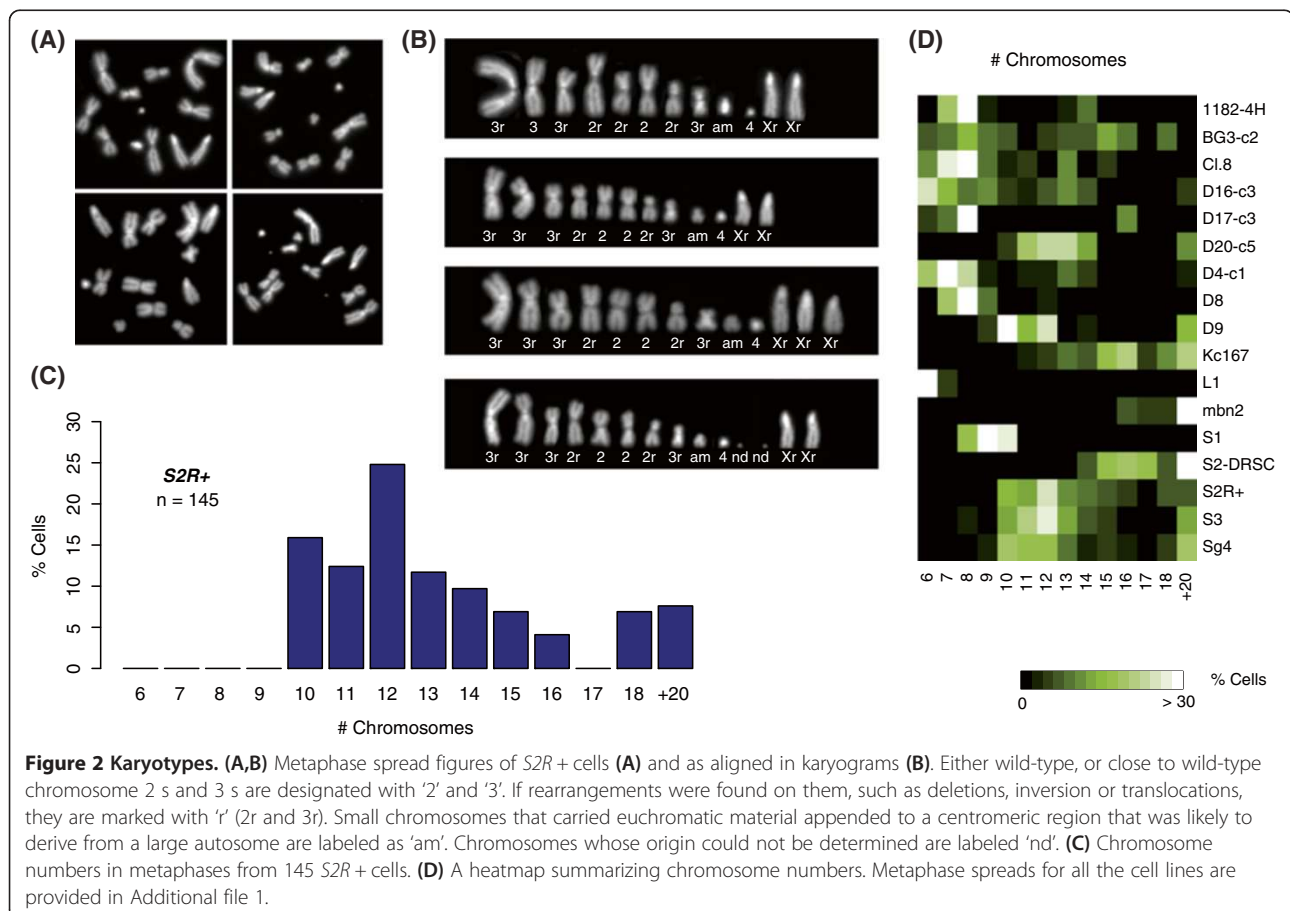 (A)
(B)
3r 3 3r 2r 2r 2 2r 3r am 4 Xr Xr
3r 3r 3r 2r 2 2 2r 3r am 4 Xr Xr
3r 3r 3r 2r 2 2 2r 3r am 4 Xr Xr Xr
3r 3r 3r 2r 2 2 2r 3r am 4 nd nd Xr Xr
(C)
S2R+
n = 145
% Cells
30
25
20
15
10
5
0
6 7 8 9 10 11 12 13 14 15 16 17 18 +20
# Chromosomes
(D)
# Chromosomes
1182-4H
BG3-c2
Cl.8
D16-c3
D17-c3
D20-c5
D4-c1
D8
D9
Kc167
L1
mbn2
S1
S2-DRSC
S2R+
S3
Sg4
6 7 8 9 10 11 12 13 14 15 16 17 18 +20
% Cells
0 > 30
Figure 2 Karyotypes. (A,B) Metaphase spread figures of S2R + cells (A) and as aligned in karyograms (B). Either wild-type, or close to wild-type
chromosome 2 s and 3 s are designated with ‘2’ and ‘3’. If rearrangements were found on them, such as deletions, inversion or translocations,
they are marked with ‘r’ (2r and 3r). Small chromosomes that carried euchromatic material appended to a centromeric region that was likely to
derive from a large autosome are labeled as ‘am’. Chromosomes whose origin could not be determined are labeled ‘nd’. (C) Chromosome
numbers in metaphases from 145 S2R + cells. (D) A heatmap summarizing chromosome numbers. Metaphase spreads for all the cell lines are
provided in Additional file 1.